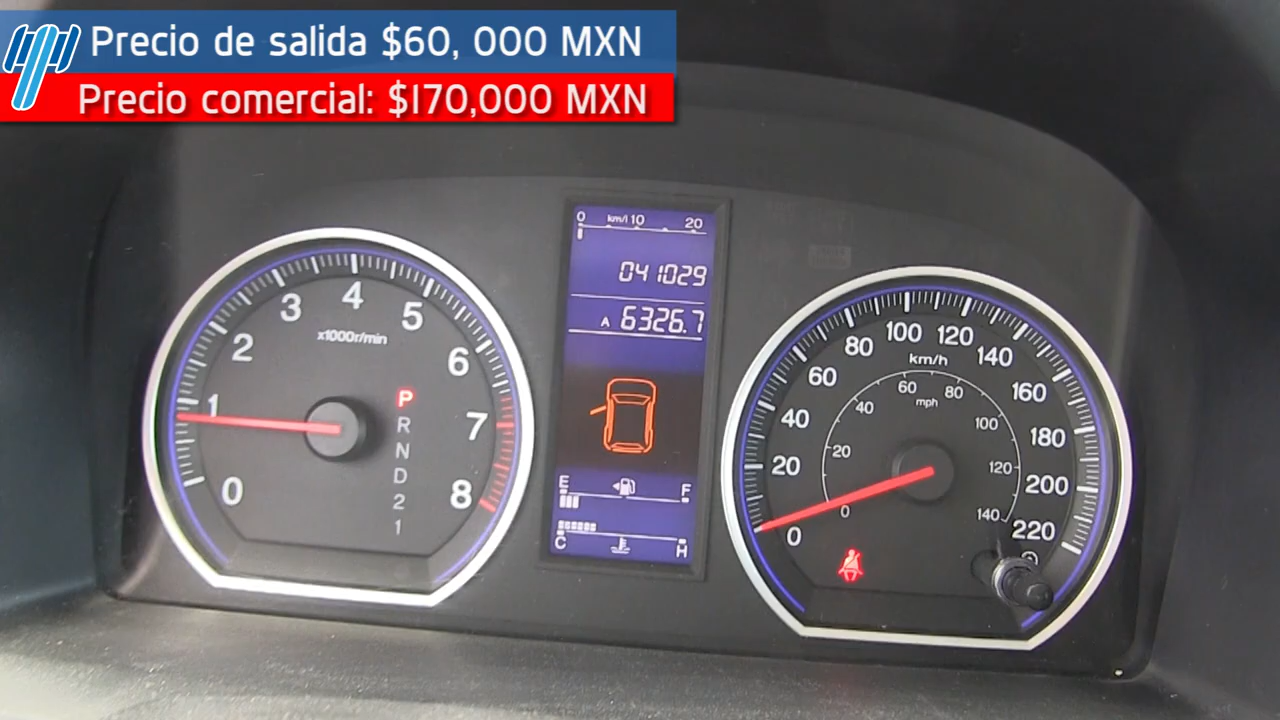 Precio de salida $60, 000 MXN
Precio comercial: $170,000 MXN
0 km/l 10 20
041029
A 6326.7
E F
C H
0 1 2 3 4 5 6 7 8
x1000r/min
P
R
N
D
2
1
0 20 40 60 80 100 120 140 160 180 200 220
km/h
0 20 40 60 80 100 120 140
mph